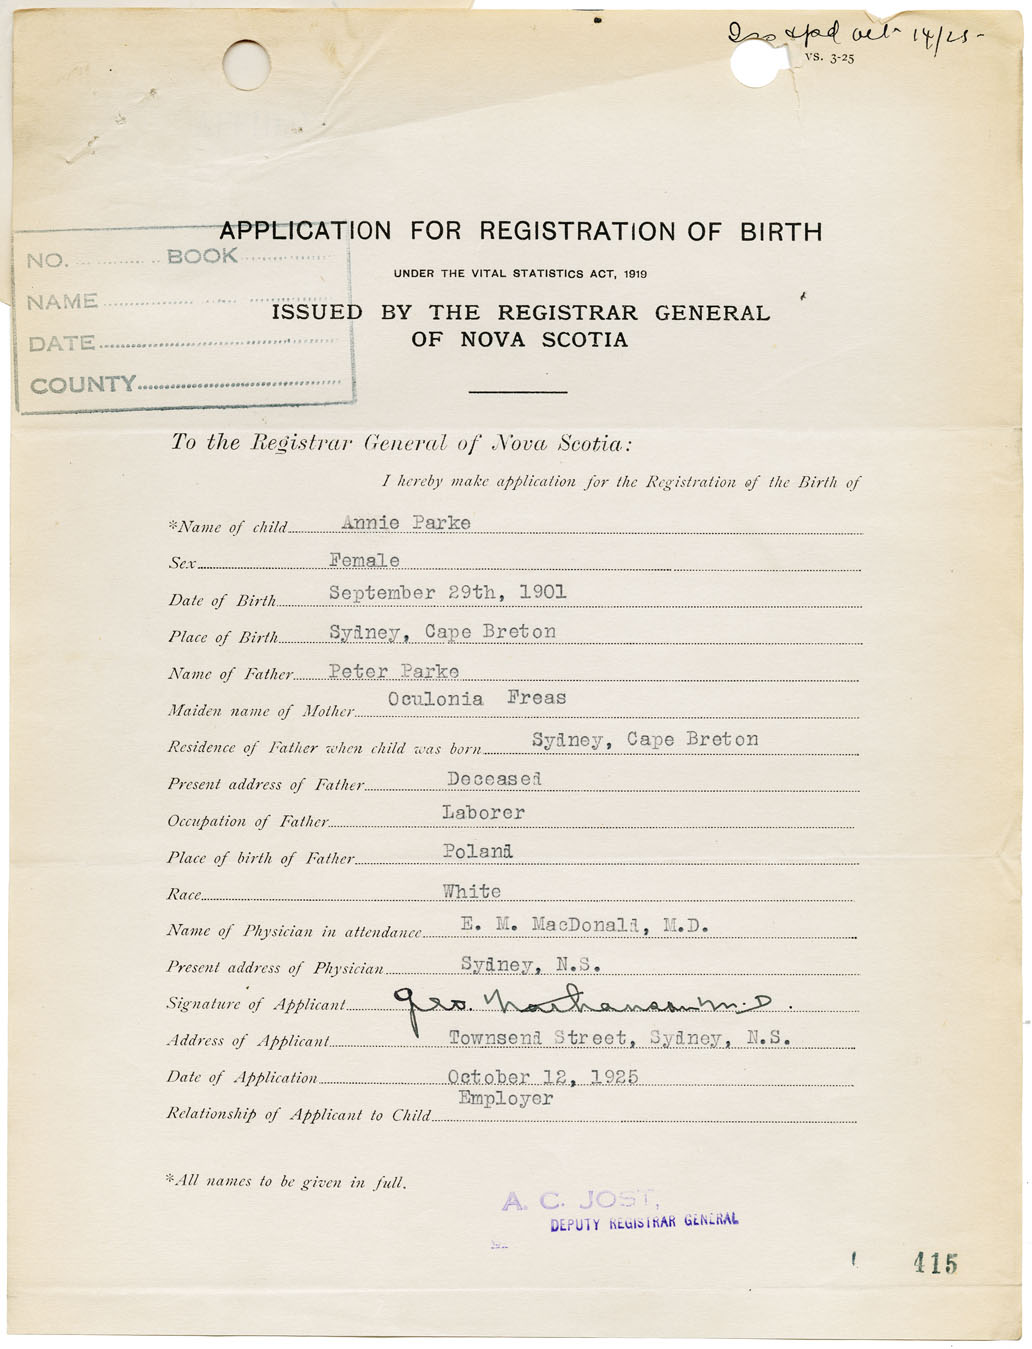 Oct 14/25-
VS. 3-25
APPLICATION FOR REGISTRATION OF BIRTH
NO. BOOK
UNDER THE VITAL STATISTICS ACT, 1919
NAME
ISSUED BY THE REGISTRAR GENERAL
OF NOVA SCOTIA
DATE
COUNTY
To the Registrar General of Nova Scotia:
I hereby make application for the Registration of the Birth of
*Name of child Annie Parke
Sex Female
Date of Birth September 29th, 1901
Place of Birth Sydney, Cape Breton
Name of Father Peter Parke
Maiden name of Mother Oculonia Freas
Residence of Father when child was born Sydney, Cape Breton
Present address of Father Deceased
Occupation of Father Laborer
Place of birth of Father Poland
Race White
Name of Physician in attendance E. M. MacDonald, M.D.
Present address of Physician Sydney, N.S.
Signature of Applicant Geo. M.D.
Address of Applicant Townsend Street, Sydney, N.S.
Date of Application October 12, 1925
Relationship of Applicant to Child Employer
*All names to be given in full.
A. C. JOST,
DEPUTY REGISTRAR GENERAL
415